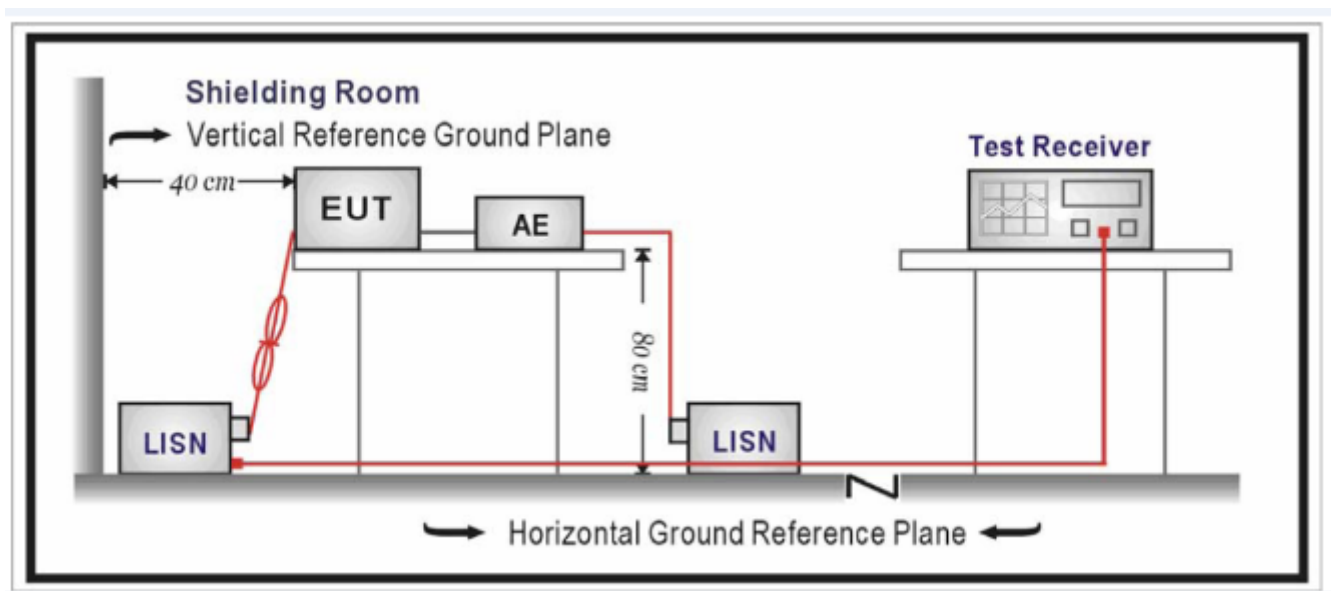 Shielding Room
Vertical Reference Ground Plane
Test Receiver
40 cm
EUT
AE
80 cm
LISN
LISN
Horizontal Ground Reference Plane